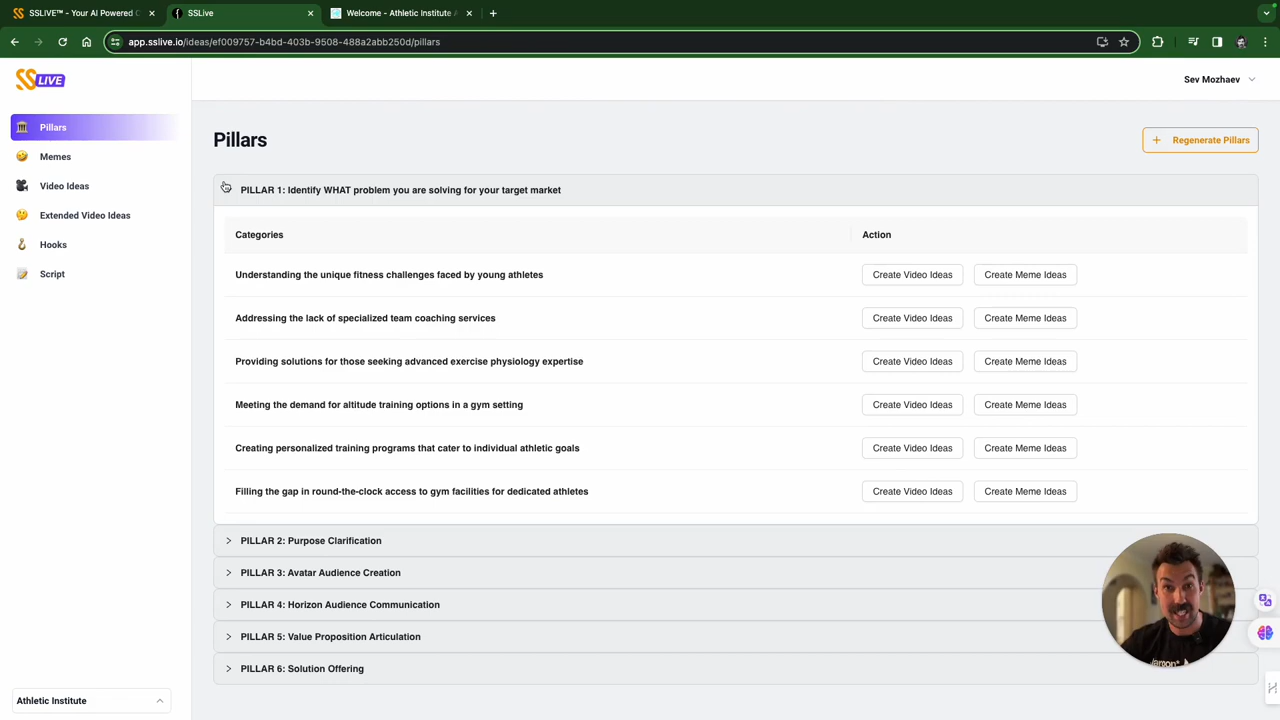 SSLIVE™ - Your AI Powered C
SSLive
Welcome - Athletic Institute
app.sslive.io/ideas/ef009757-b4bd-403b-9508-488a2abb250d/pillars
SS LIVE
Sev Mozhaev
Pillars
Memes
Video Ideas
Extended Video Ideas
Hooks
Script
Pillars
Regenerate Pillars
PILLAR 1: Identify WHAT problem you are solving for your target market
Categories
Action
Understanding the unique fitness challenges faced by young athletes
Create Video Ideas
Create Meme Ideas
Addressing the lack of specialized team coaching services
Create Video Ideas
Create Meme Ideas
Providing solutions for those seeking advanced exercise physiology expertise
Create Video Ideas
Create Meme Ideas
Meeting the demand for altitude training options in a gym setting
Create Video Ideas
Create Meme Ideas
Creating personalized training programs that cater to individual athletic goals
Create Video Ideas
Create Meme Ideas
Filling the gap in round-the-clock access to gym facilities for dedicated athletes
Create Video Ideas
Create Meme Ideas
PILLAR 2: Purpose Clarification
PILLAR 3: Avatar Audience Creation
PILLAR 4: Horizon Audience Communication
PILLAR 5: Value Proposition Articulation
PILLAR 6: Solution Offering
Athletic Institute